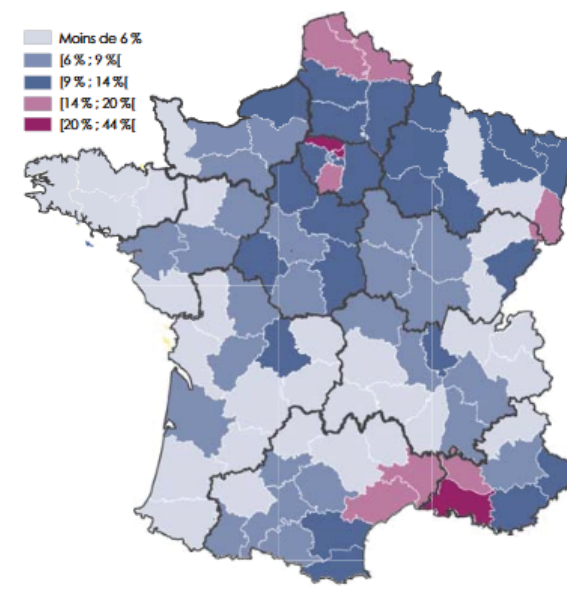 Moins de 6 %
[6 % ; 9 %[
[9 % ; 14 %[
[14 % ; 20 %[
[20 % ; 44 %[